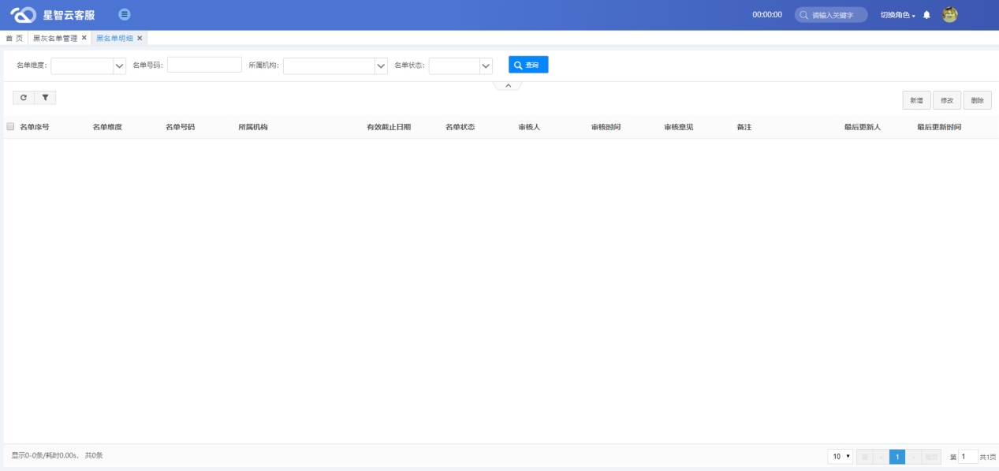 星智云客服 00:00:00 请输入关键字 切换角色
首 页 黑灰名单管理 黑名单明细
名单维度: 名单号码: 所属机构: 名单状态: 查询
新增 修改 删除
名单序号 名单维度 名单号码 所属机构 有效截止日期 名单状态 审核人 审核时间 审核意见 备注 最后更新人 最后更新时间
显示0-0条/耗时0.00s, 共0条 10 首 1 尾页 第 1 共1页